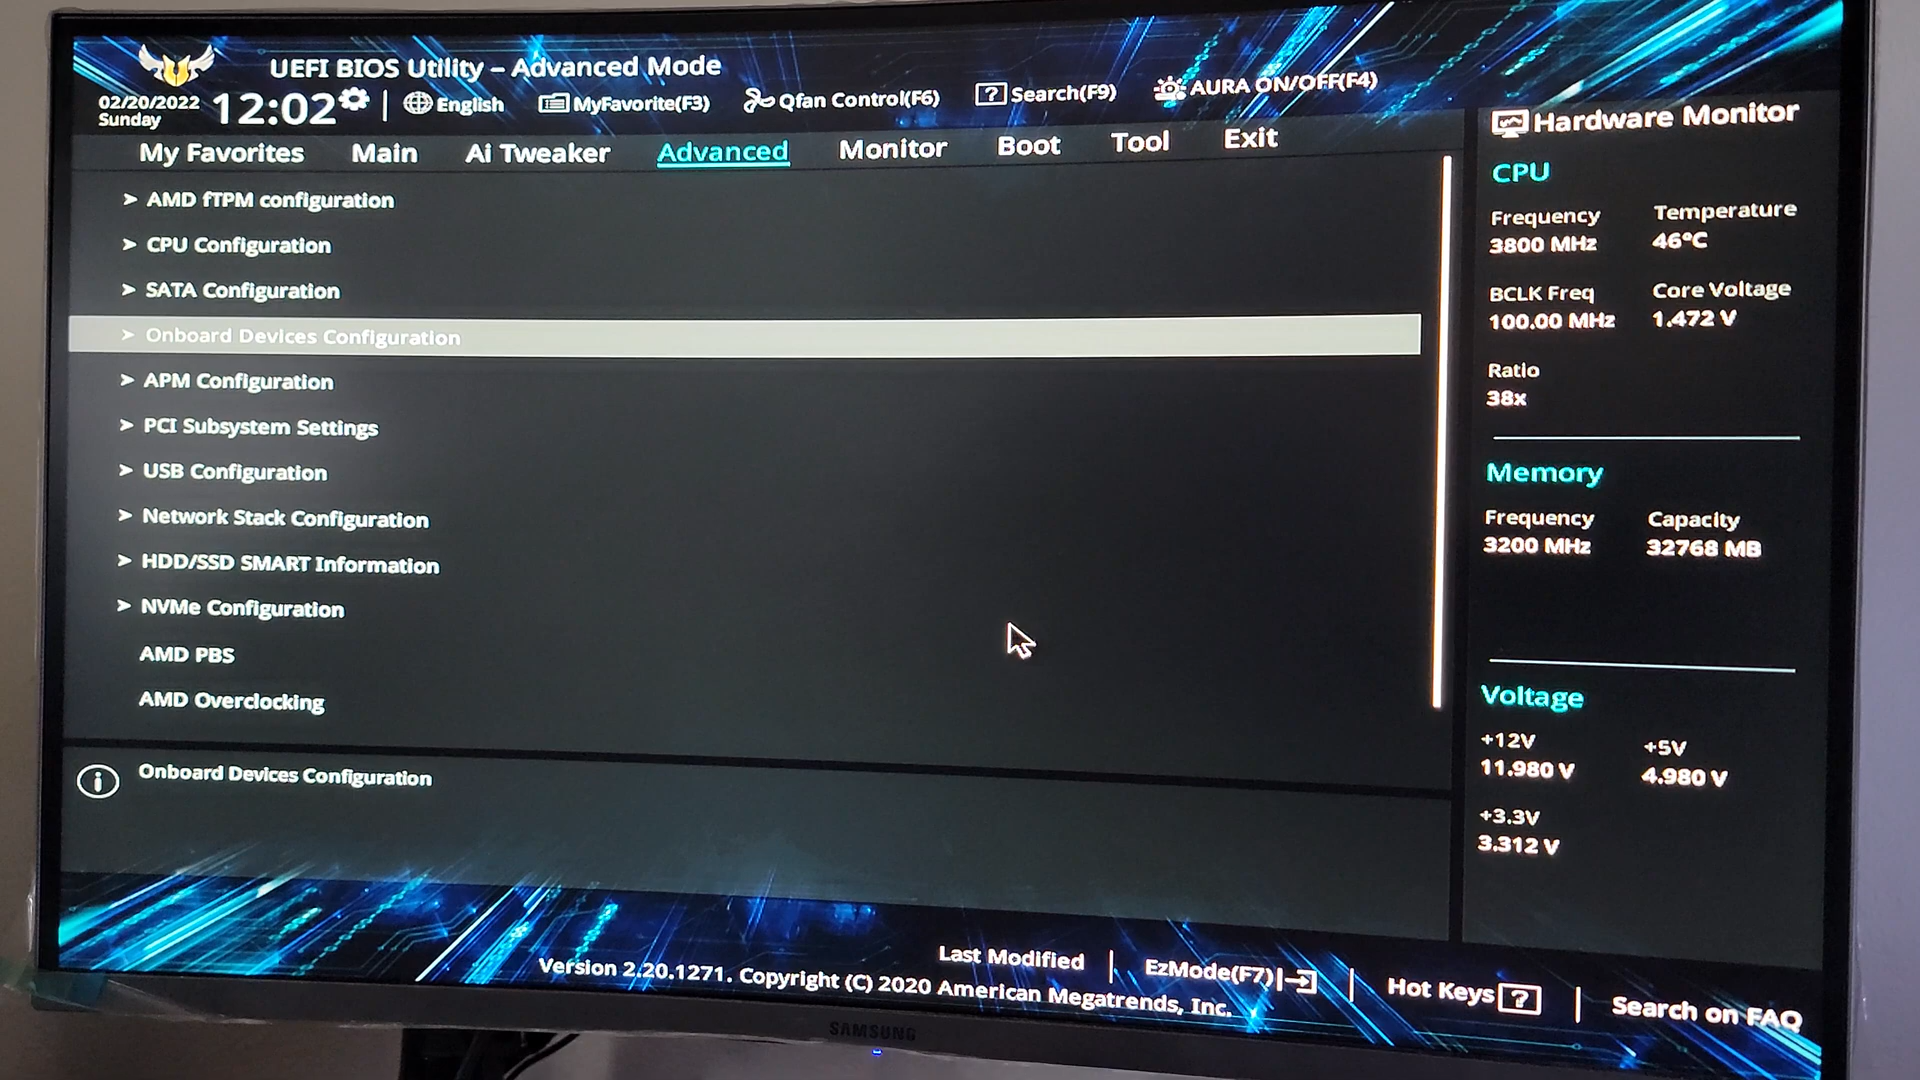 UEFI BIOS Utility – Advanced Mode
02/20/2022
Sunday
12:02
English
MyFavorite(F3)
Qfan Control(F6)
? Search(F9)
AURA ON/OFF(F4)
My Favorites
Main
Ai Tweaker
Advanced
Monitor
Boot
Tool
Exit
> AMD fTPM configuration
> CPU Configuration
> SATA Configuration
> Onboard Devices Configuration
> APM Configuration
> PCI Subsystem Settings
> USB Configuration
> Network Stack Configuration
> HDD/SSD SMART Information
> NVMe Configuration
AMD PBS
AMD Overclocking
i Onboard Devices Configuration
Hardware Monitor
CPU
Frequency Temperature
3800 MHz 46°C
BCLK Freq Core Voltage
100.00 MHz 1.472 V
Ratio
38x
Memory
Frequency Capacity
3200 MHz 32768 MB
Voltage
+12V +5V
11.980 V 4.980 V
+3.3V
3.312 V
Last Modified
EzMode(F7)
Hot Keys ?
Search on FAQ
Version 2.20.1271. Copyright (C) 2020 American Megatrends, Inc.
SAMSUNG